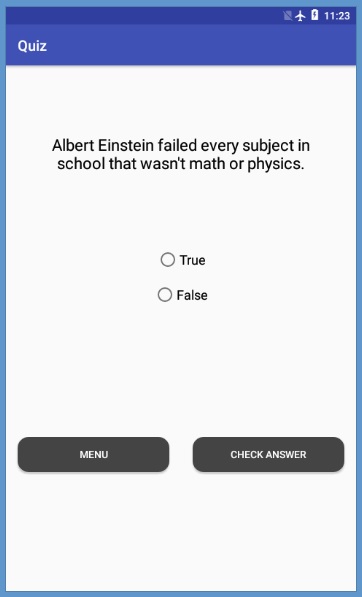 11:23
Quiz
Albert Einstein failed every subject in
school that wasn't math or physics.
True
False
MENU
CHECK ANSWER